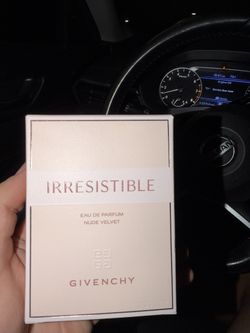 IRRESISTIBLE
EAU DE PARFUM
NUDE VELVET
GIVENCHY